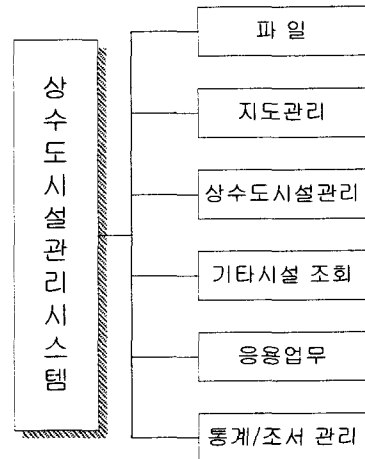 상수도시설관리시스템
파 일
지도관리
상수도시설관리
기타시설 조회
응용업무
통계/조서 관리